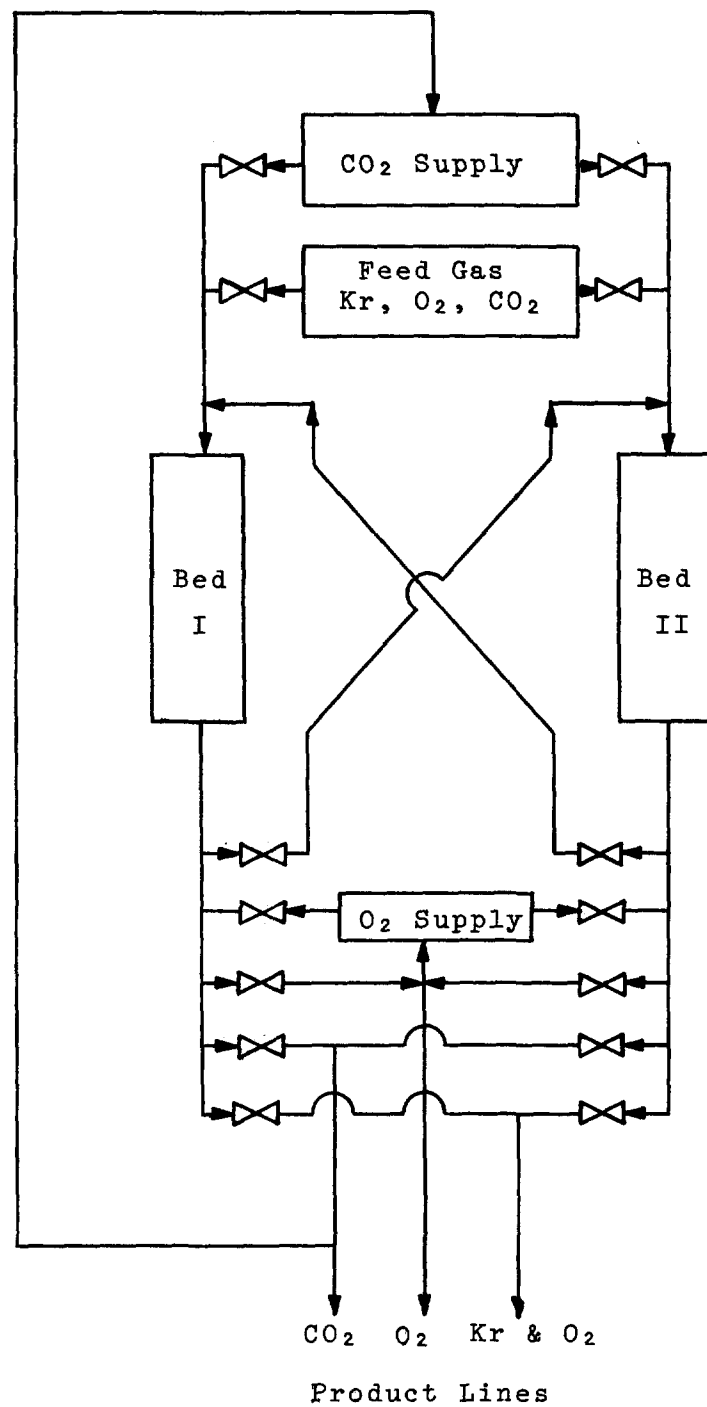 CO₂ Supply
Feed Gas
Kr, O₂, CO₂
Bed
I
Bed
II
O₂ Supply
CO₂ O₂ Kr & O₂
Product Lines